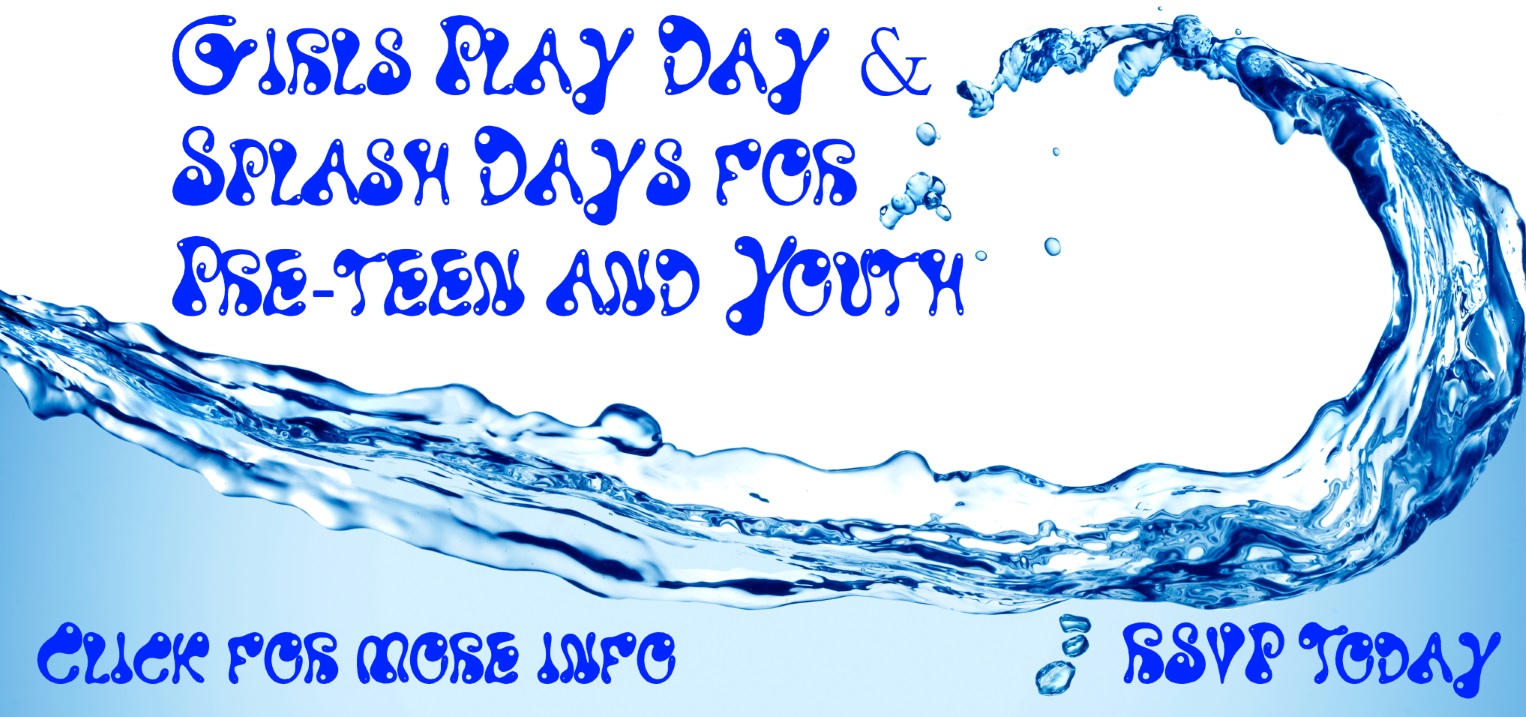 Girls Play Day &
Splash Days for
Pre-teen and Youth
Click for more info
RSVP Today